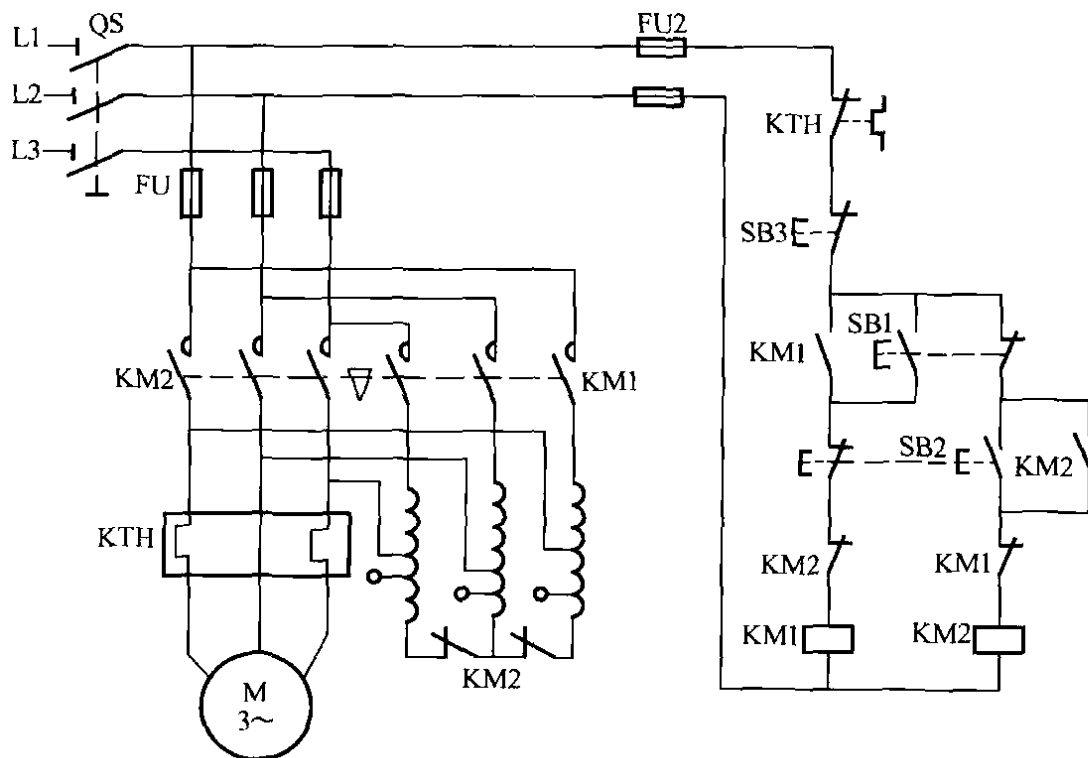 L1 QS FU2
L2
KTH
L3
FU
SB3
SB1
KM1
KM2 KM1
SB2
KM2
KTH
KM2 KM1
KM1 KM2
KM2
M
3~